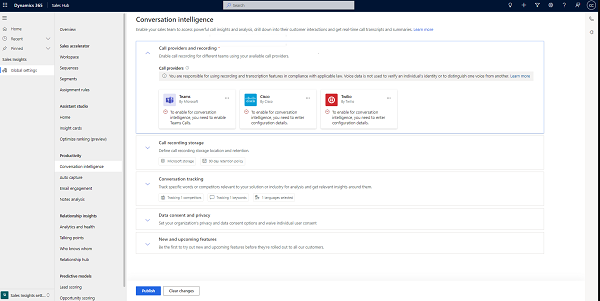 Dynamics 365
Sales Hub
Search
CC
Home
Recent
Pinned
Sales insights
Global settings
Sales insights sett...
Overview
Sales accelerator
Workspace
Sequences
Segments
Assignment rules
Assistant studio
Home
Insight cards
Optimize ranking (preview)
Productivity
Conversation intelligence
Auto capture
Email engagement
Notes analysis
Relationship insights
Analytics and health
Talking points
Who knows whom
Relationship hub
Predictive models
Lead scoring
Opportunity scoring
Conversation intelligence
Enable your sales team to access powerful call insights and analysis, drill down into their customer interactions and get real-time call transcripts and summaries. Learn more
Call providers and recording *
Enable call recording for different teams using your available call providers.
Call providers
You are responsible for using recording and transcription features in compliance with applicable law. Voice data is not used to verify an individual's identity or to distinguish one voice from another. Learn more
Teams
By Microsoft
To enable for conversation intelligence, you need to enable Teams Calls.
Cisco
By Cisco
To enable for conversation intelligence, you need to enter configuration details.
Twilio
By Twilio
To enable for conversation intelligence, you need to enter configuration details.
Call recording storage
Define call recording storage location and retention.
Microsoft storage
30 day retention policy
Conversation tracking
Track specific words or competitors relevant to your solution or industry for analysis and get relevant insights around them.
Tracking 1 competitors
Tracking 1 keywords
7 languages selected
Data consent and privacy
Set your organization's privacy and data consent options and waive individual user consent
New and upcoming features
Be the first to try out new and upcoming features before they're rolled out to all our customers.
Publish
Clear changes